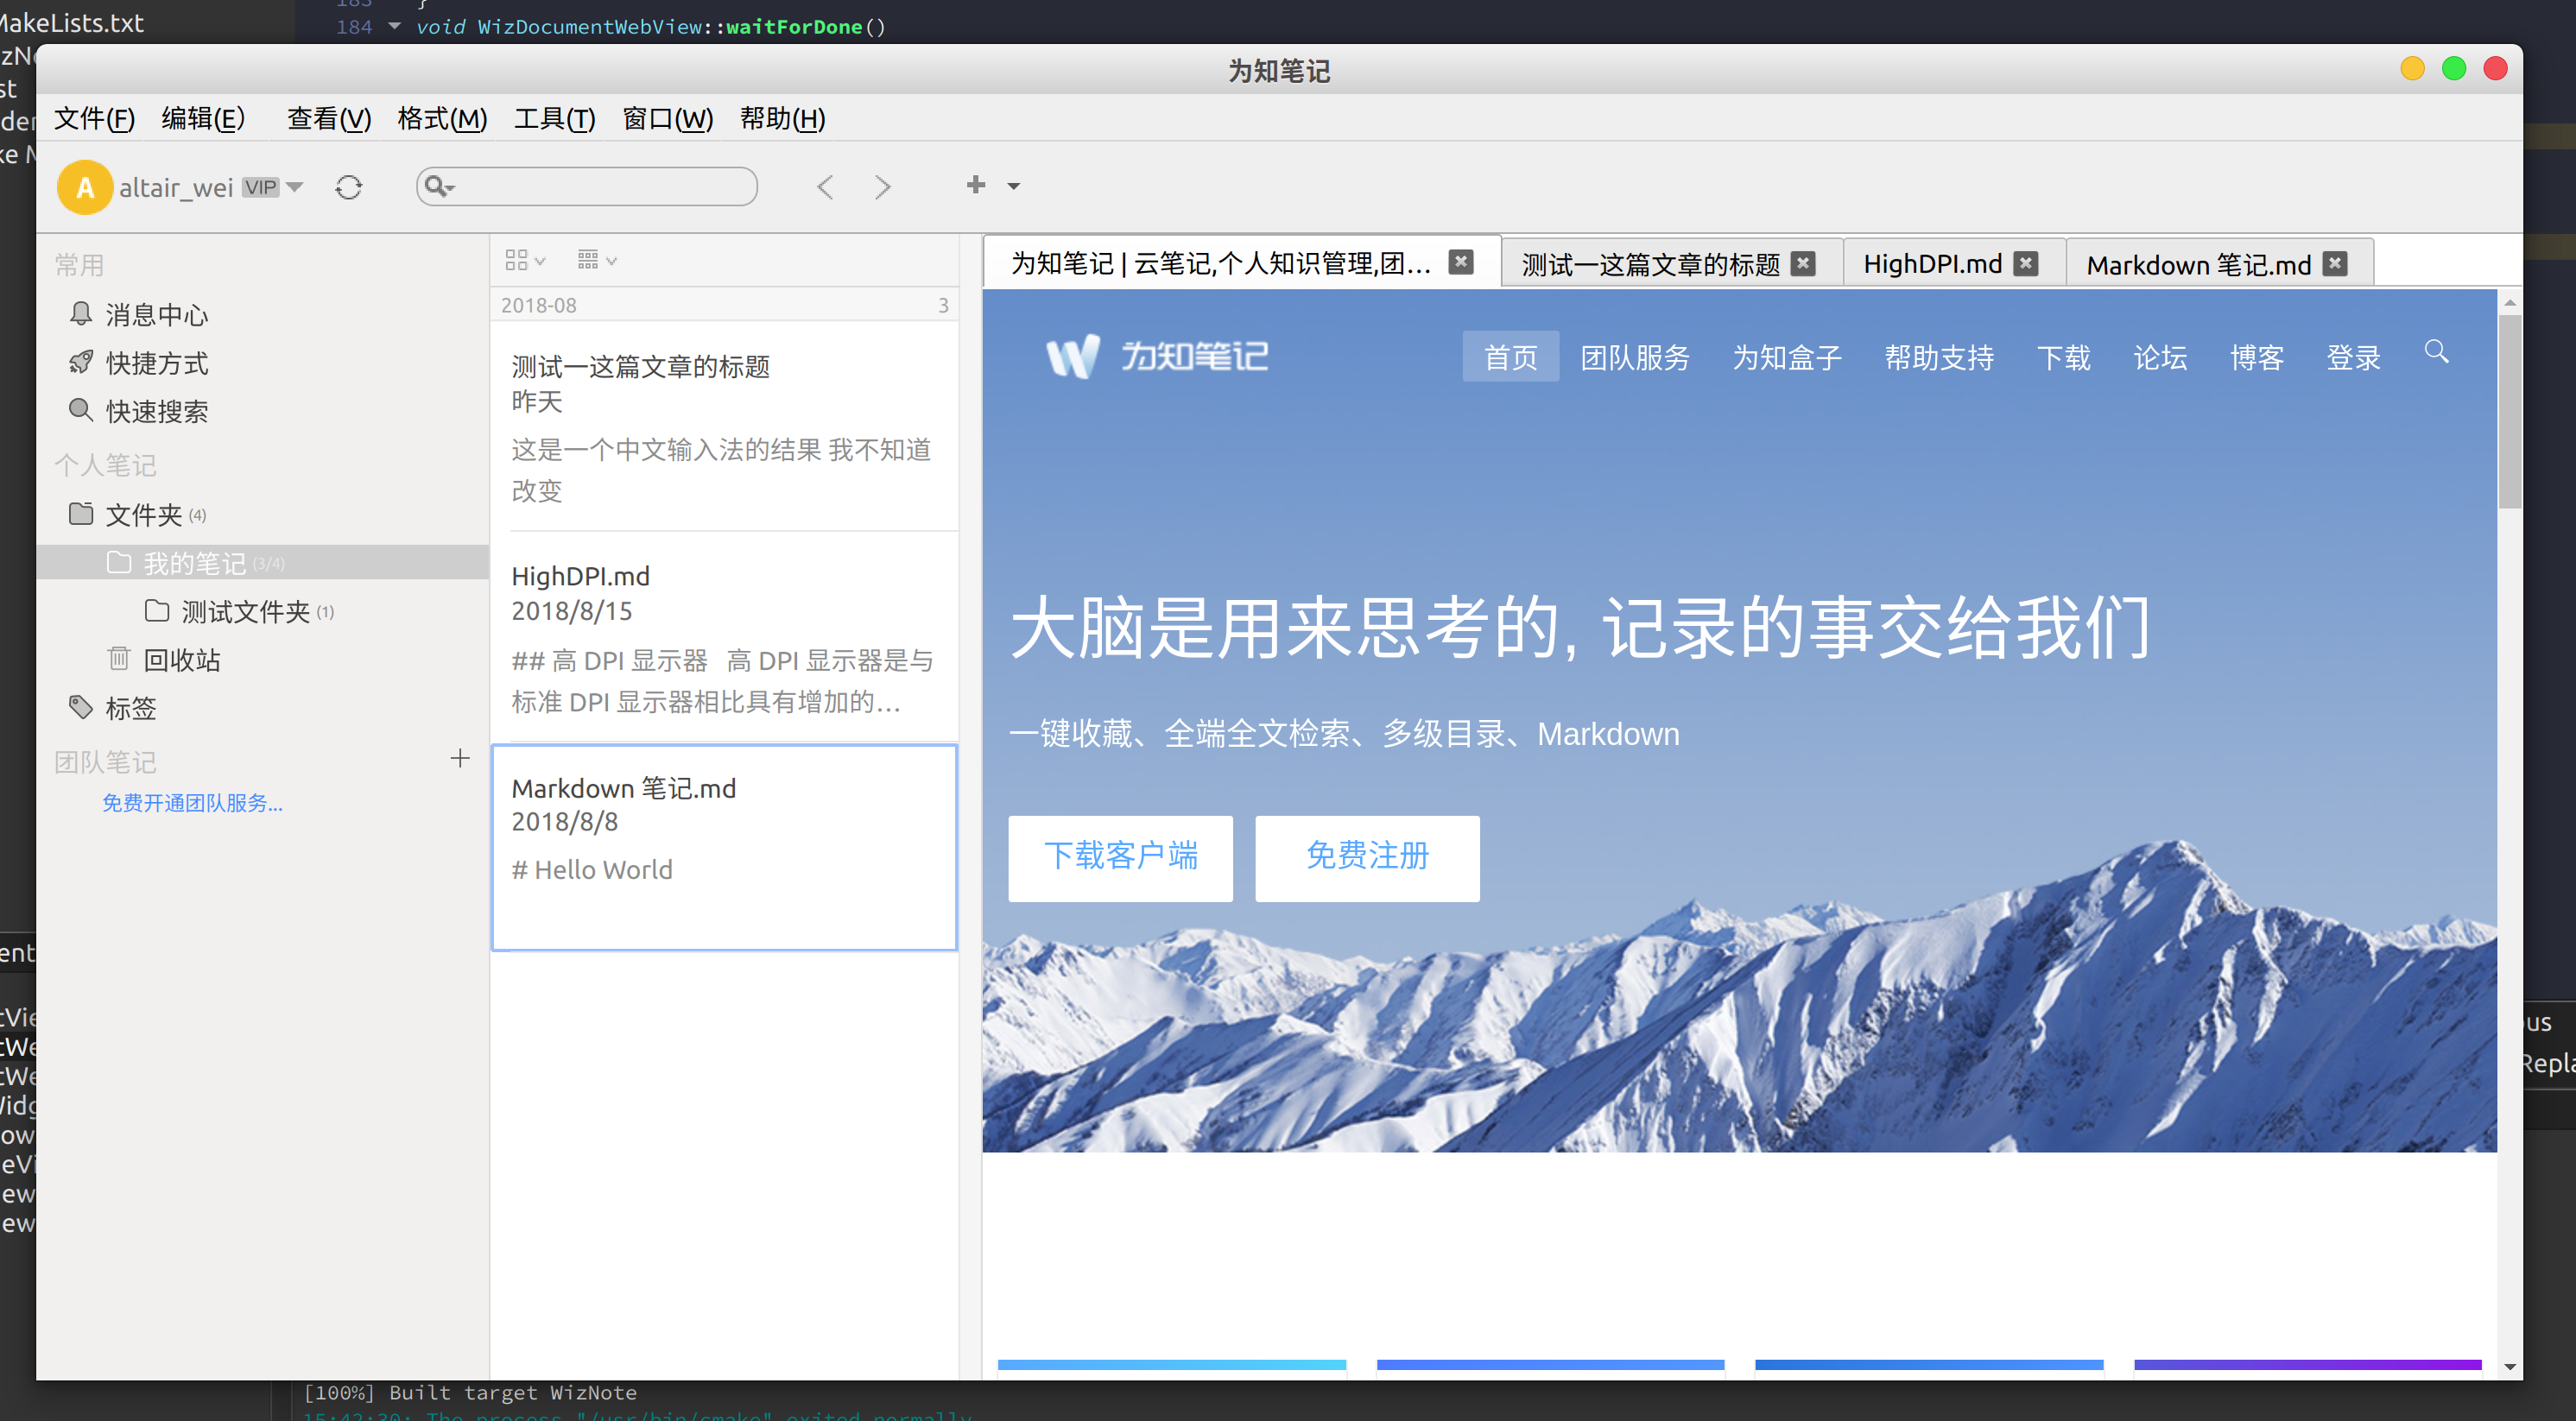 MakeLists.txt
183 }
184 void WizDocumentWebView::waitForDone()
为知笔记
文件(F) 编辑(E) 查看(V) 格式(M) 工具(T) 窗口(W) 帮助(H)
A altair_wei VIP
常用
消息中心
快捷方式
快速搜索
个人笔记
文件夹 (4)
我的笔记 (3/4)
测试文件夹 (1)
回收站
标签
团队笔记
免费开通团队服务...
2018-08 3
测试一这篇文章的标题
昨天
这是一个中文输入法的结果 我不知道
改变
HighDPI.md
2018/8/15
## 高 DPI 显示器 高 DPI 显示器是与
标准 DPI 显示器相比具有增加的…
Markdown 笔记.md
2018/8/8
# Hello World
为知笔记 | 云笔记,个人知识管理,团… 测试一这篇文章的标题 HighDPI.md Markdown 笔记.md
为知笔记 首页 团队服务 为知盒子 帮助支持 下载 论坛 博客 登录
大脑是用来思考的, 记录的事交给我们
一键收藏、全端全文检索、多级目录、Markdown
下载客户端 免费注册
[100%] Built target WizNote
15:42:30: The process "/usr/bin/cmake" exited normally